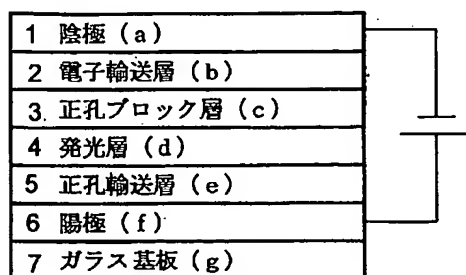 1 陰極 (a)
2 電子輸送層 (b)
3. 正孔ブロック層 (c)
4 発光層 (d)
5 正孔輸送層 (e)
6 陽極 (f)
7 ガラス基板 (g)